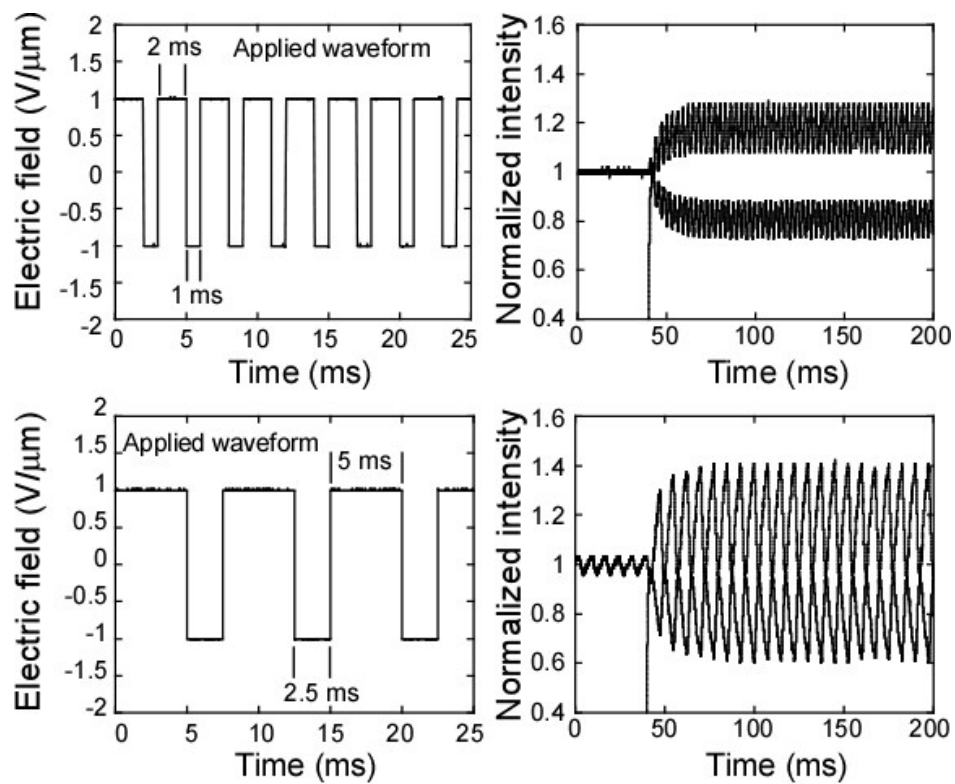 Electric field (V/μm)
2
1.5
1
0.5
0
-0.5
-1
-1.5
-2
2 ms
Applied waveform
1 ms
0 5 10 15 20 25
Time (ms)
Normalized intensity
1.6
1.4
1.2
1
0.8
0.6
0.4
0 50 100 150 200
Time (ms)
Electric field (V/μm)
2
1
0.5
0
-0.5
-1
-1.5
-2
Applied waveform
5 ms
2.5 ms
0 5 10 15 20 25
Time (ms)
Normalized intensity
1.6
1.4
1.2
1
0.8
0.6
0.4
0 50 100 150 200
Time (ms)